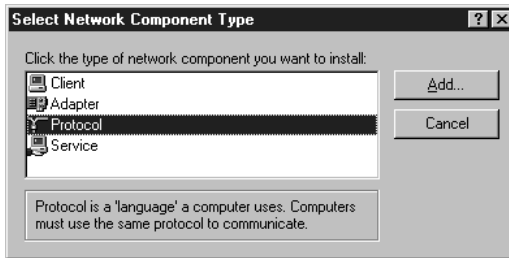 Select Network Component Type
Click the type of network component you want to install:
Client
Adapter
Protocol
Service
Add...
Cancel
Protocol is a 'language' a computer uses. Computers
must use the same protocol to communicate.